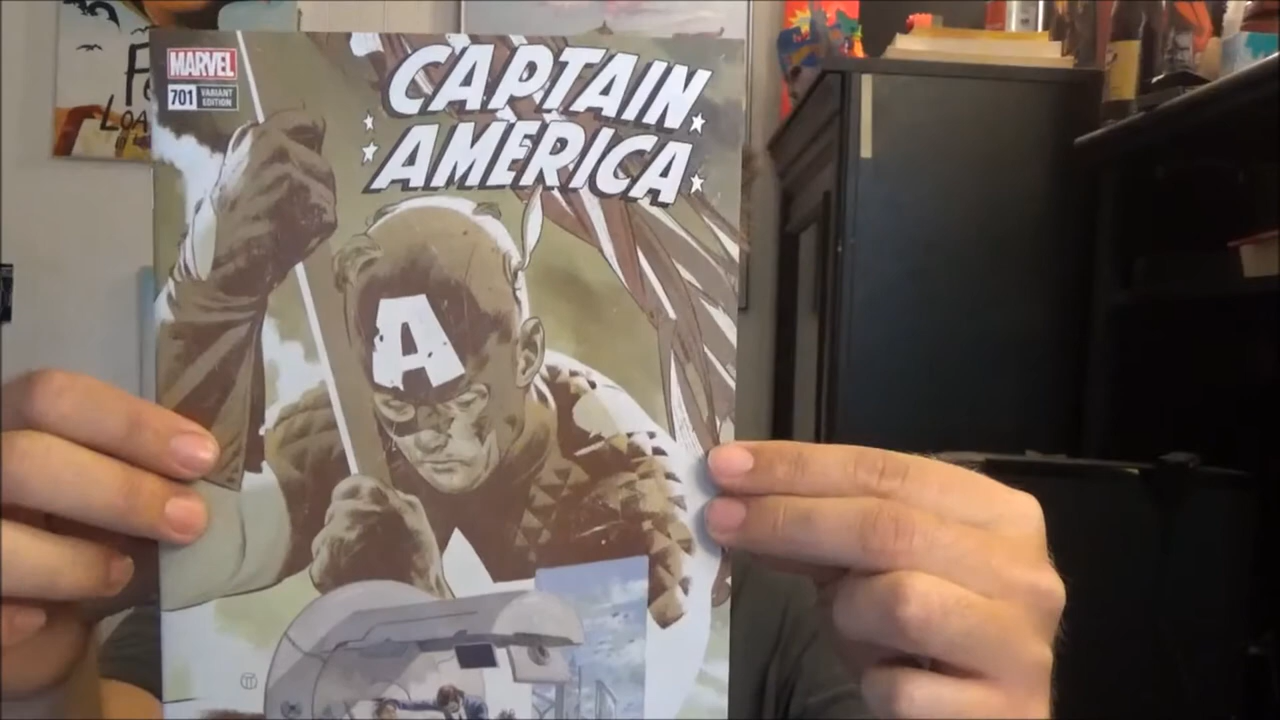 MARVEL
701 VARIANT
EDITION
CAPTAIN
AMERICA
A